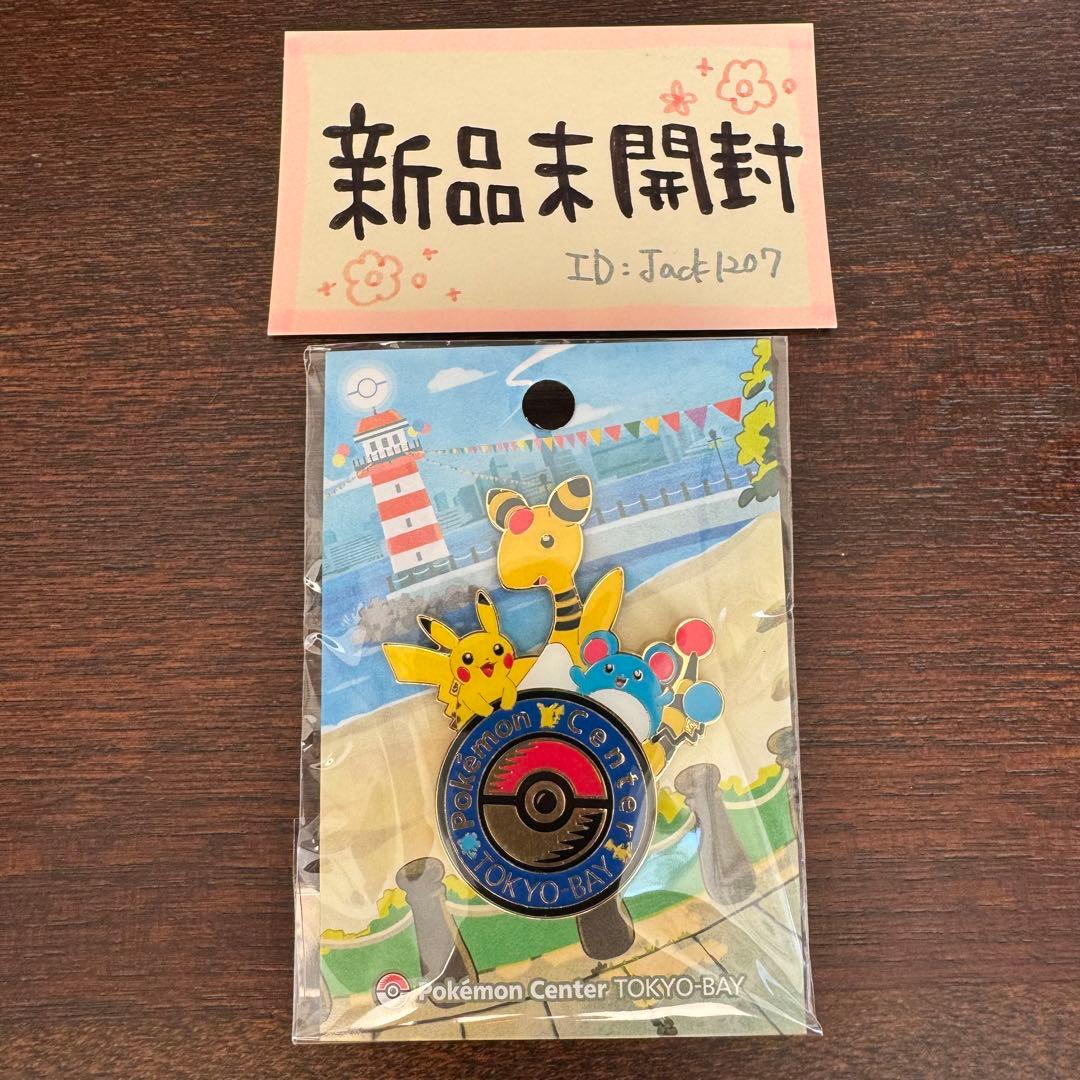 新品未開封
ID:Jack1207
Pokémon Center
TOKYO-BAY
Pokémon Center TOKYO-BAY